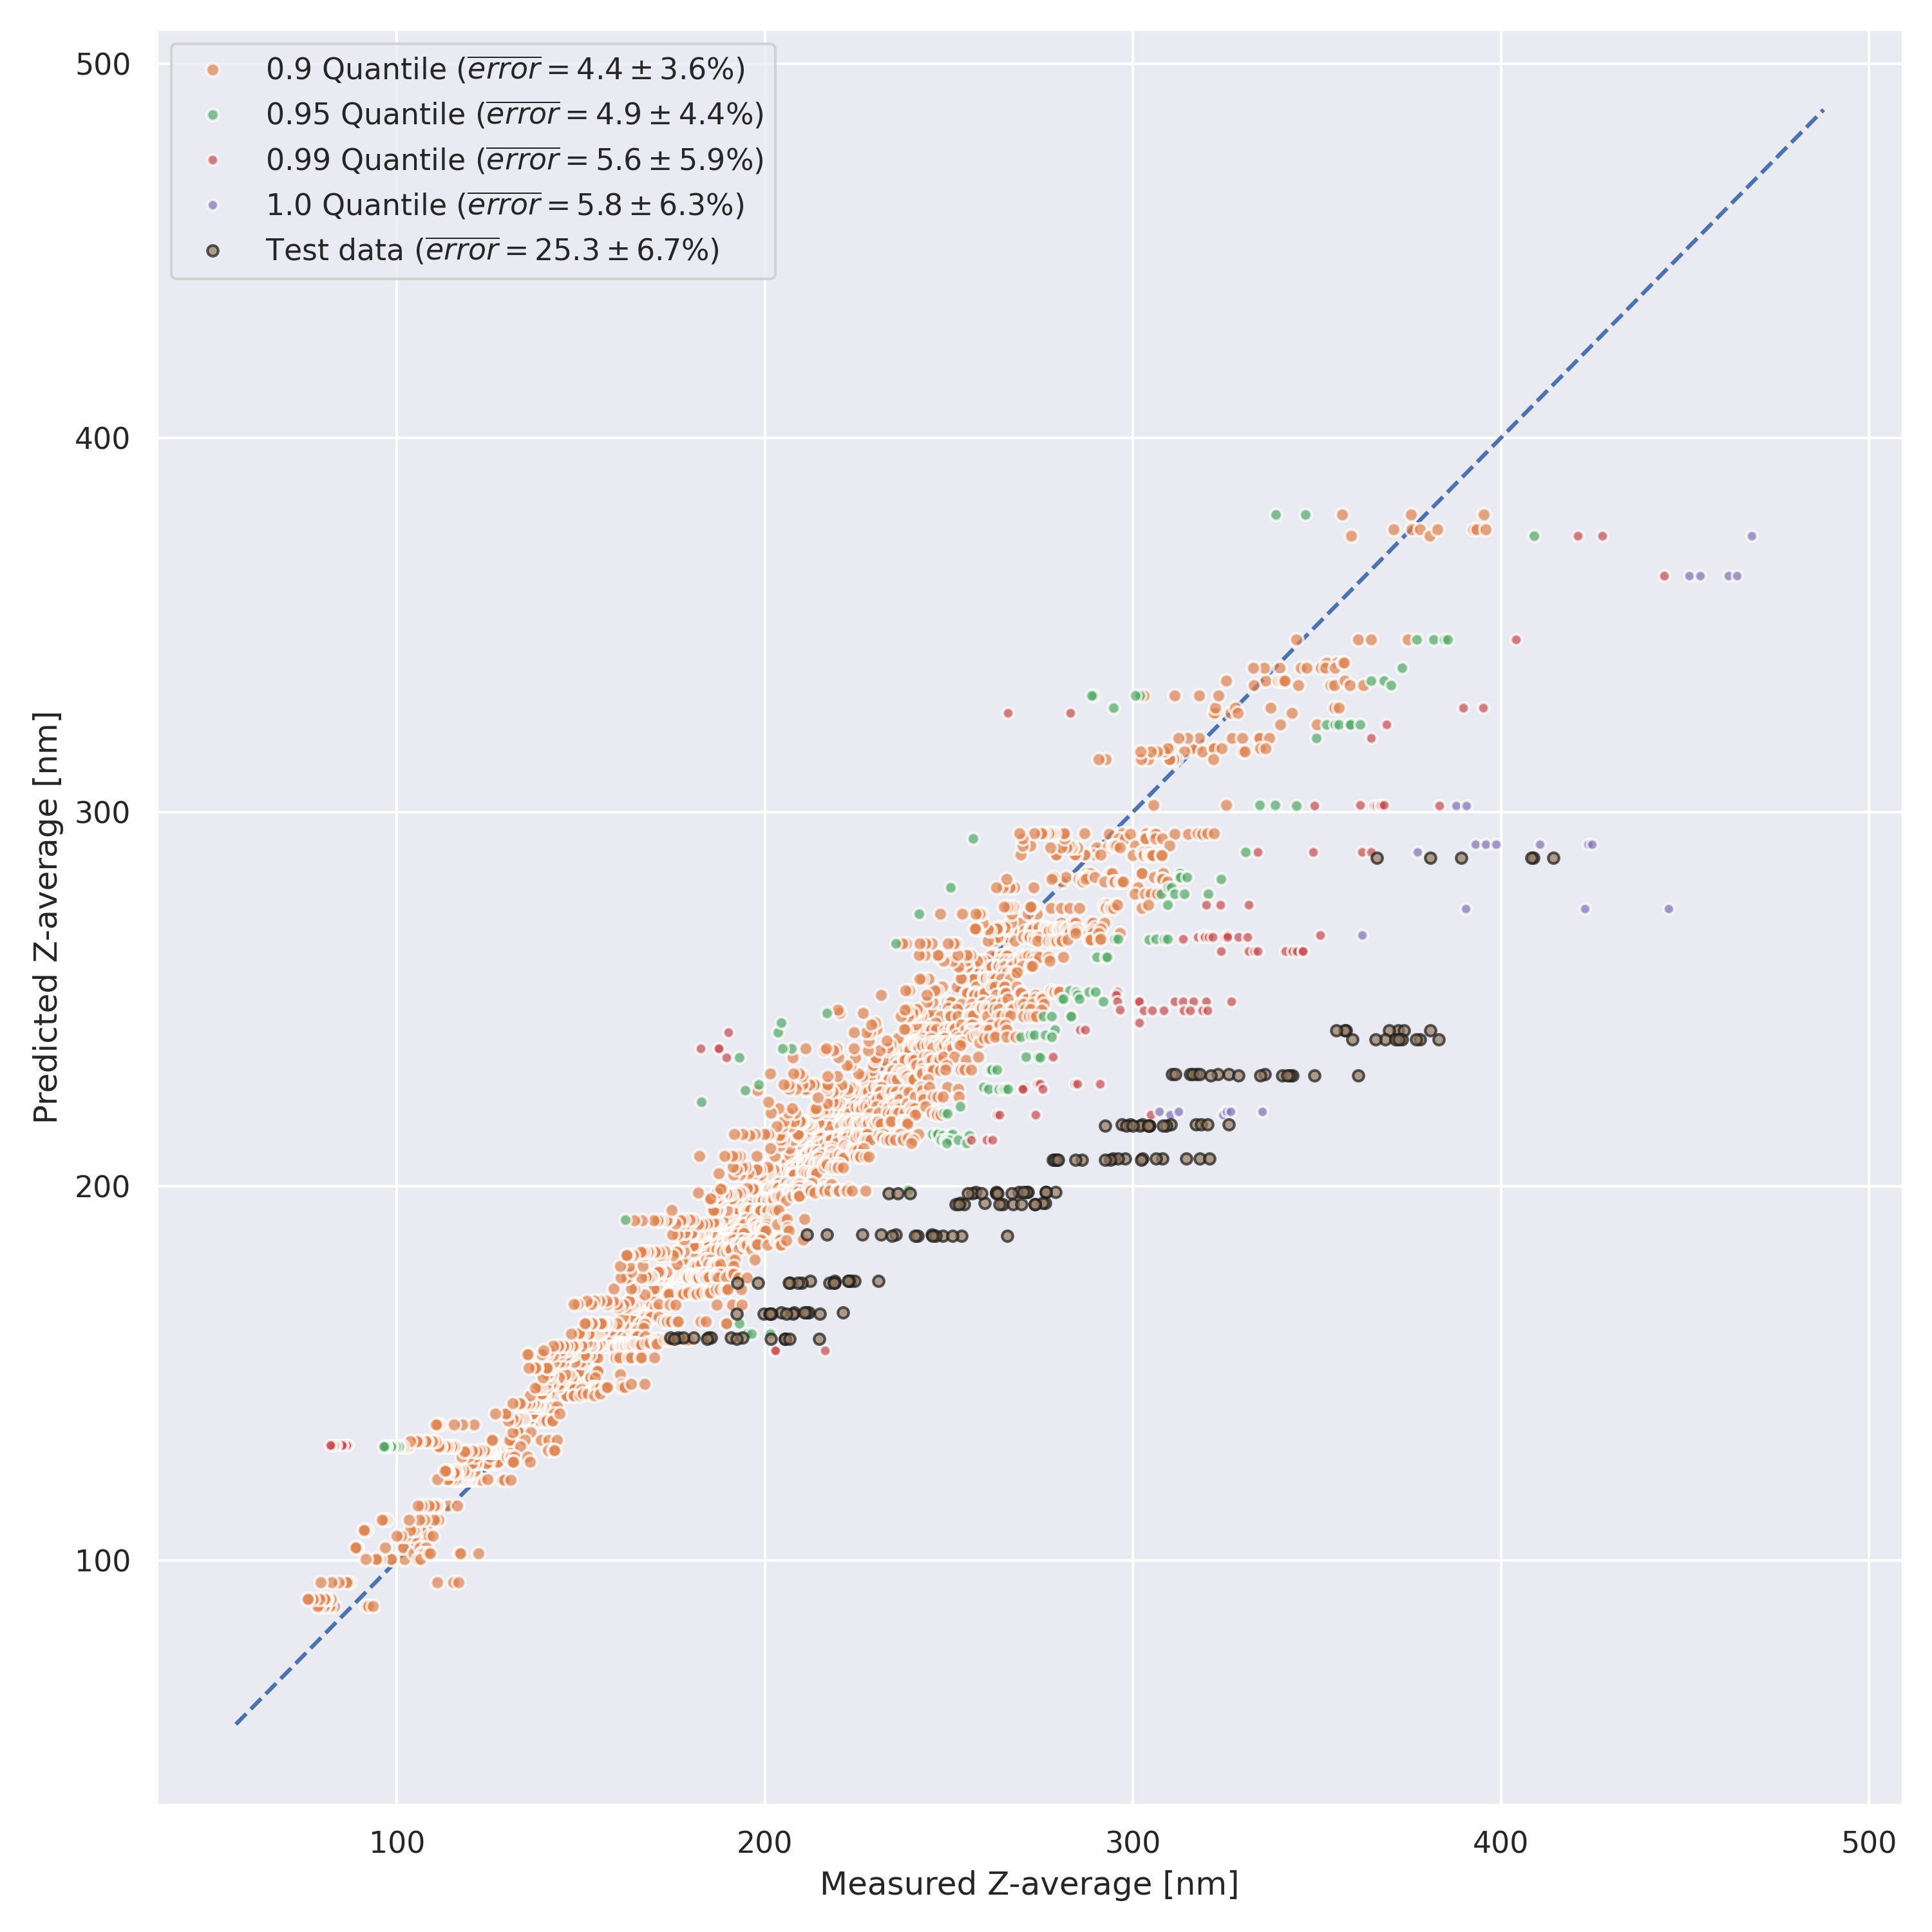 0.9 Quantile (error = 4.4 ± 3.6%)
0.95 Quantile (error = 4.9 ± 4.4%)
0.99 Quantile (error = 5.6 ± 5.9%)
1.0 Quantile (error = 5.8 ± 6.3%)
Test data (error = 25.3 ± 6.7%)
500
400
300
200
100
Predicted Z-average [nm]
100 200 300 400 500
Measured Z-average [nm]